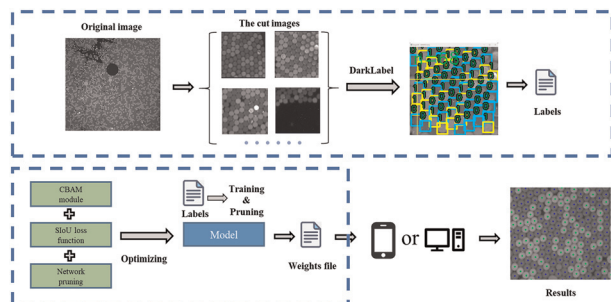 Original image
The cut images
DarkLabel
Labels
CBAM
module
SIoU loss
function
Network
pruning
Optimizing
Labels
Training
&
Pruning
Model
Weights file
or
Results